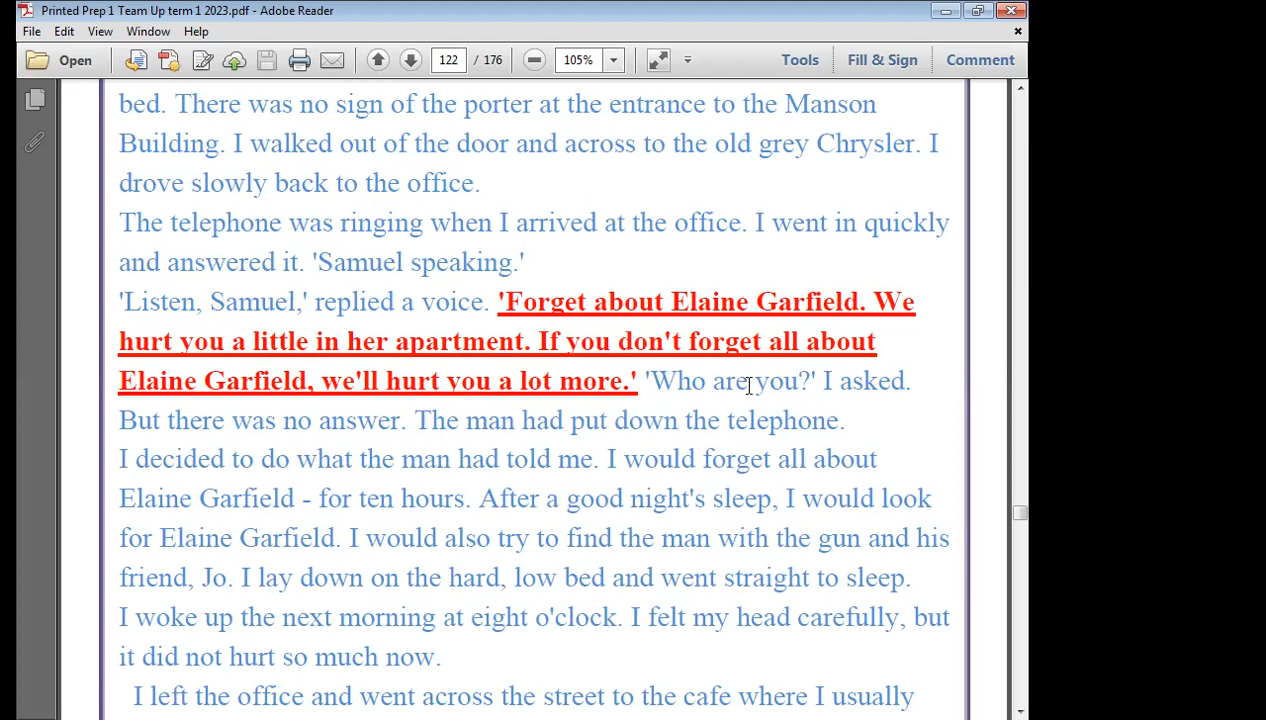 Printed Prep 1 Team Up term 1 2023.pdf - Adobe Reader
File Edit View Window Help
Open 122 / 176 105% Tools Fill & Sign Comment
bed. There was no sign of the porter at the entrance to the Manson
Building. I walked out of the door and across to the old grey Chrysler. I
drove slowly back to the office.
The telephone was ringing when I arrived at the office. I went in quickly
and answered it. 'Samuel speaking.'
'Listen, Samuel,' replied a voice. 'Forget about Elaine Garfield. We
hurt you a little in her apartment. If you don't forget all about
Elaine Garfield, we'll hurt you a lot more.' 'Who are you?' I asked.
But there was no answer. The man had put down the telephone.
I decided to do what the man had told me. I would forget all about
Elaine Garfield - for ten hours. After a good night's sleep, I would look
for Elaine Garfield. I would also try to find the man with the gun and his
friend, Jo. I lay down on the hard, low bed and went straight to sleep.
I woke up the next morning at eight o'clock. I felt my head carefully, but
it did not hurt so much now.
I left the office and went across the street to the cafe where I usually